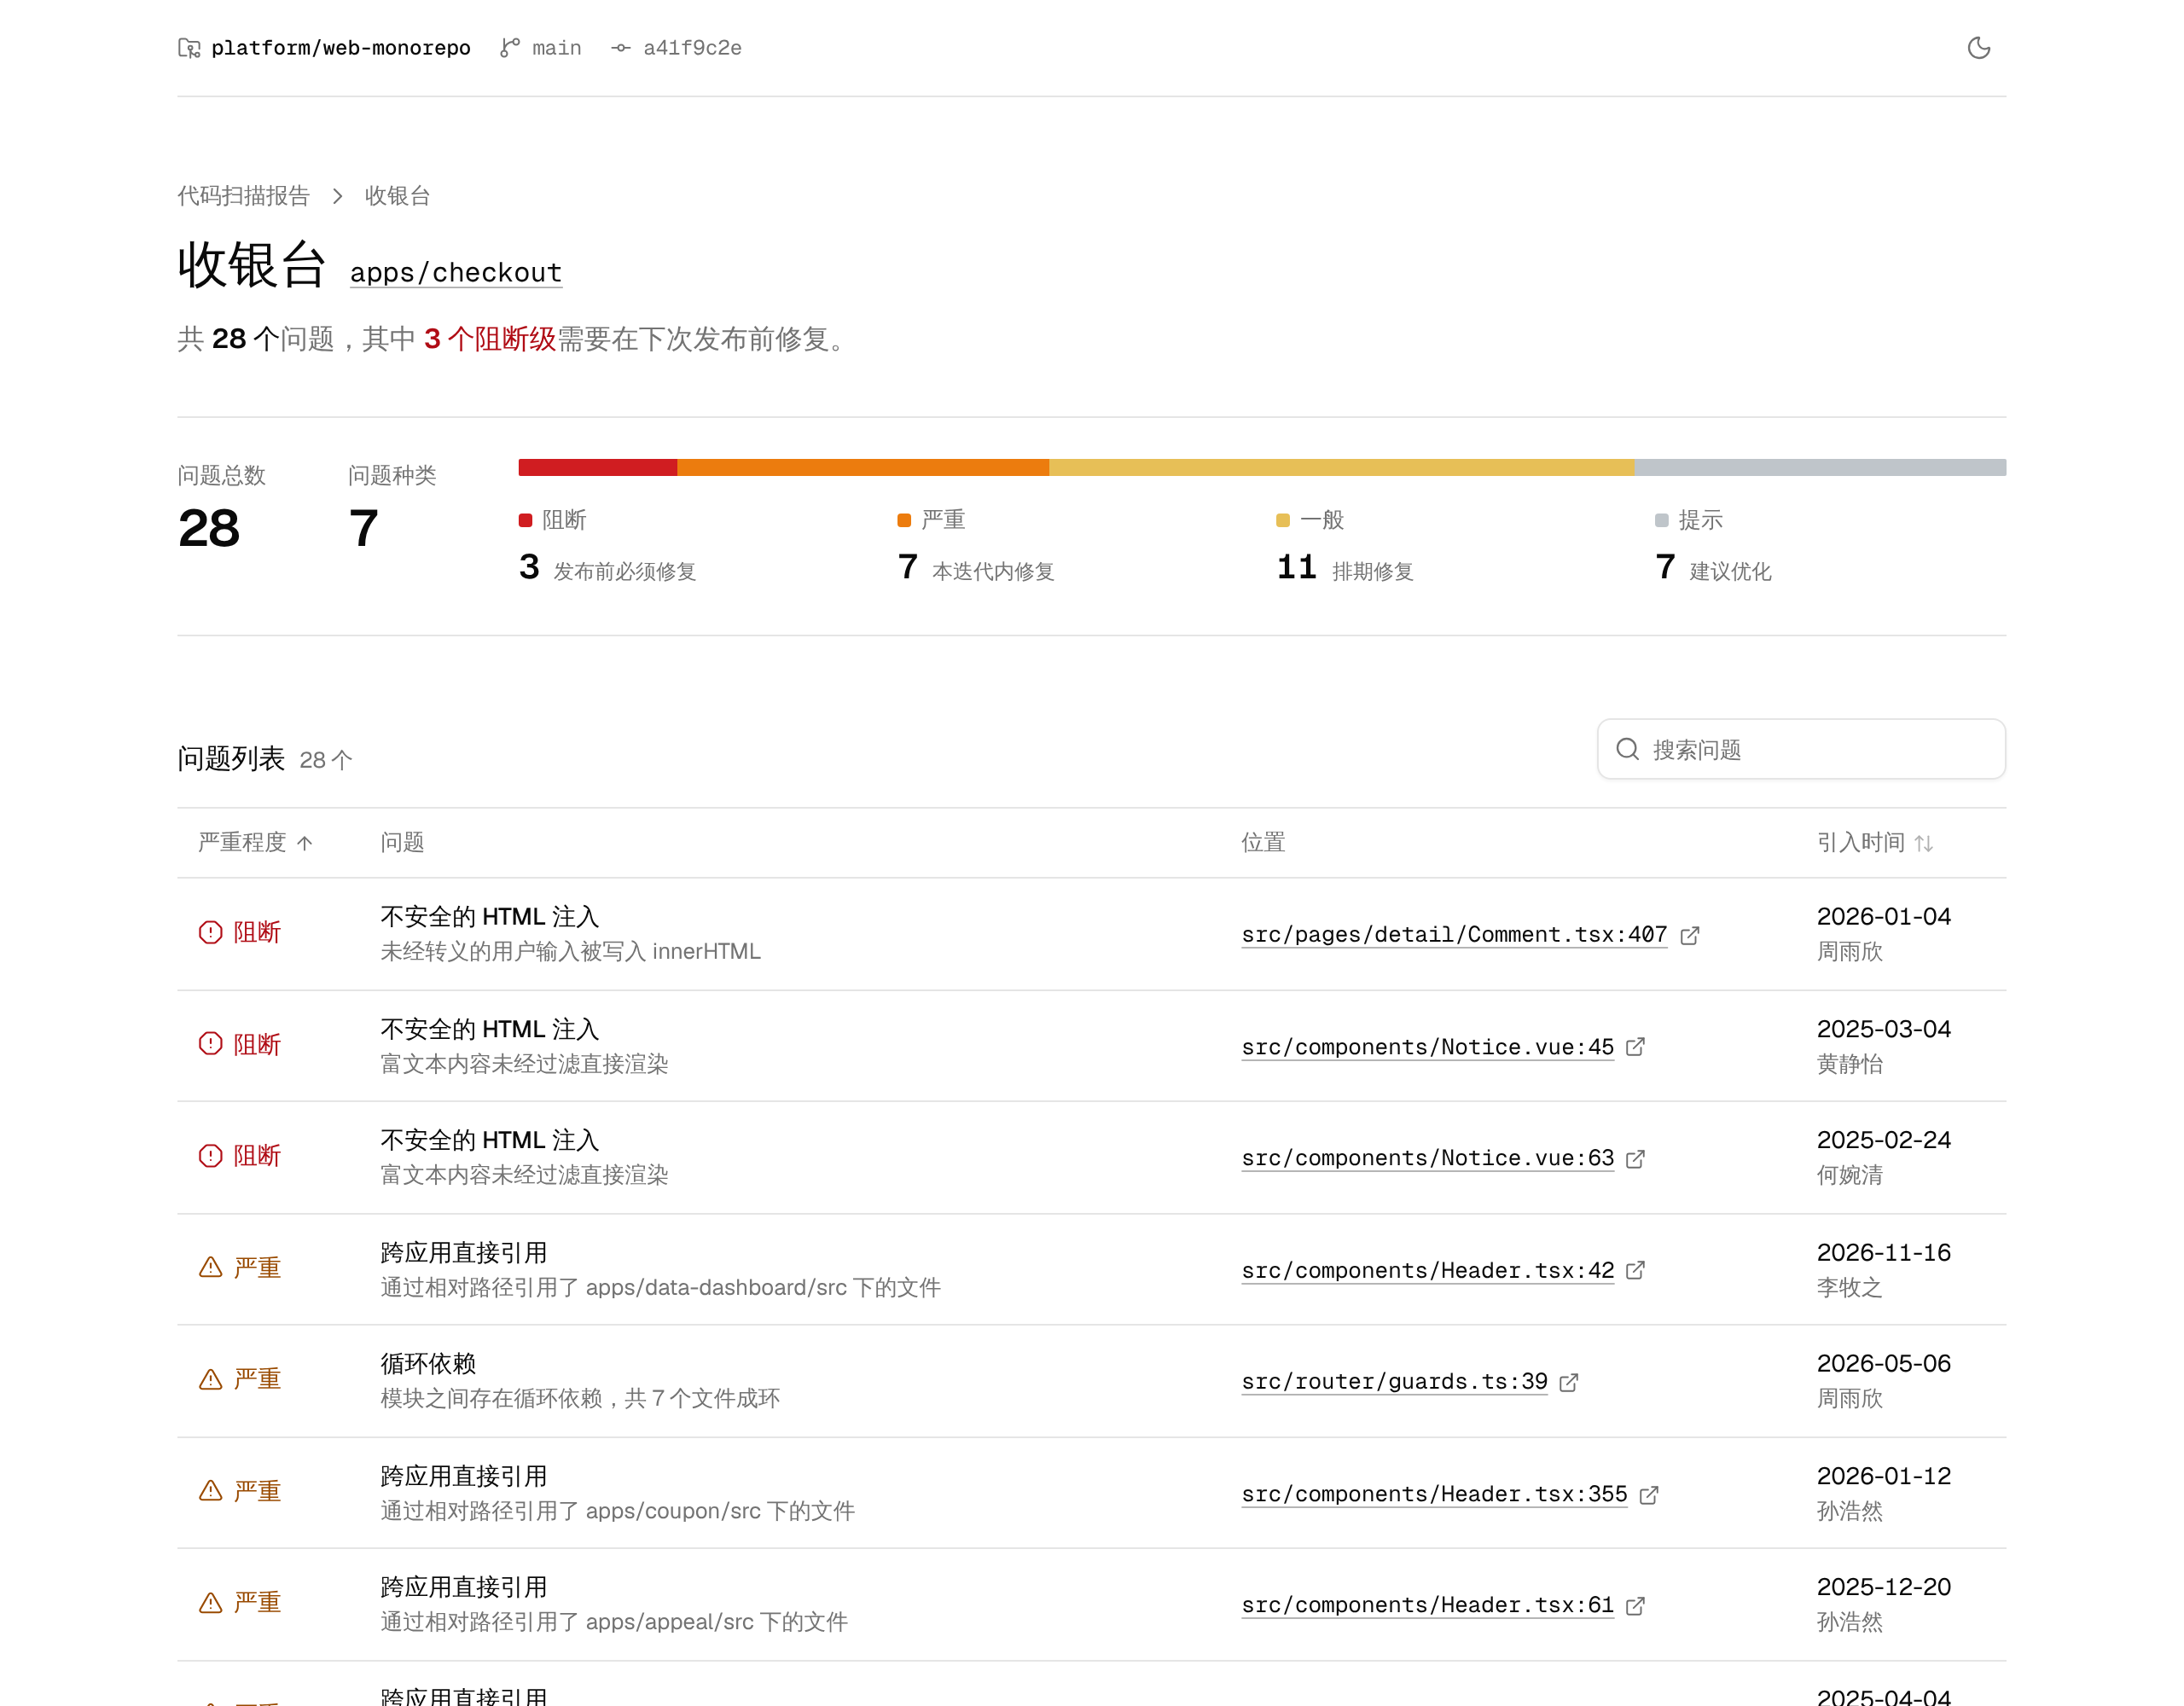 platform/web-monorepo main a41f9c2e
代码扫描报告 > 收银台
收银台 apps/checkout
共 28 个问题，其中 3 个阻断级需要在下次发布前修复。
问题总数 问题种类
28 7
阻断 严重 一般 提示
3 发布前必须修复 7 本迭代内修复 11 排期修复 7 建议优化
问题列表 28 个
搜索问题
严重程度 问题 位置 引入时间
阻断 不安全的 HTML 注入 src/pages/detail/Comment.tsx:407 2026-01-04
未经转义的用户输入被写入 innerHTML 周雨欣
阻断 不安全的 HTML 注入 src/components/Notice.vue:45 2025-03-04
富文本内容未经过滤直接渲染 黄静怡
阻断 不安全的 HTML 注入 src/components/Notice.vue:63 2025-02-24
富文本内容未经过滤直接渲染 何婉清
严重 跨应用直接引用 src/components/Header.tsx:42 2026-11-16
通过相对路径引用了 apps/data-dashboard/src 下的文件 李牧之
严重 循环依赖 src/router/guards.ts:39 2026-05-06
模块之间存在循环依赖，共 7 个文件成环 周雨欣
严重 跨应用直接引用 src/components/Header.tsx:355 2026-01-12
通过相对路径引用了 apps/coupon/src 下的文件 孙浩然
严重 跨应用直接引用 src/components/Header.tsx:61 2025-12-20
通过相对路径引用了 apps/appeal/src 下的文件 孙浩然
跨应用直接引用 2025-04-04